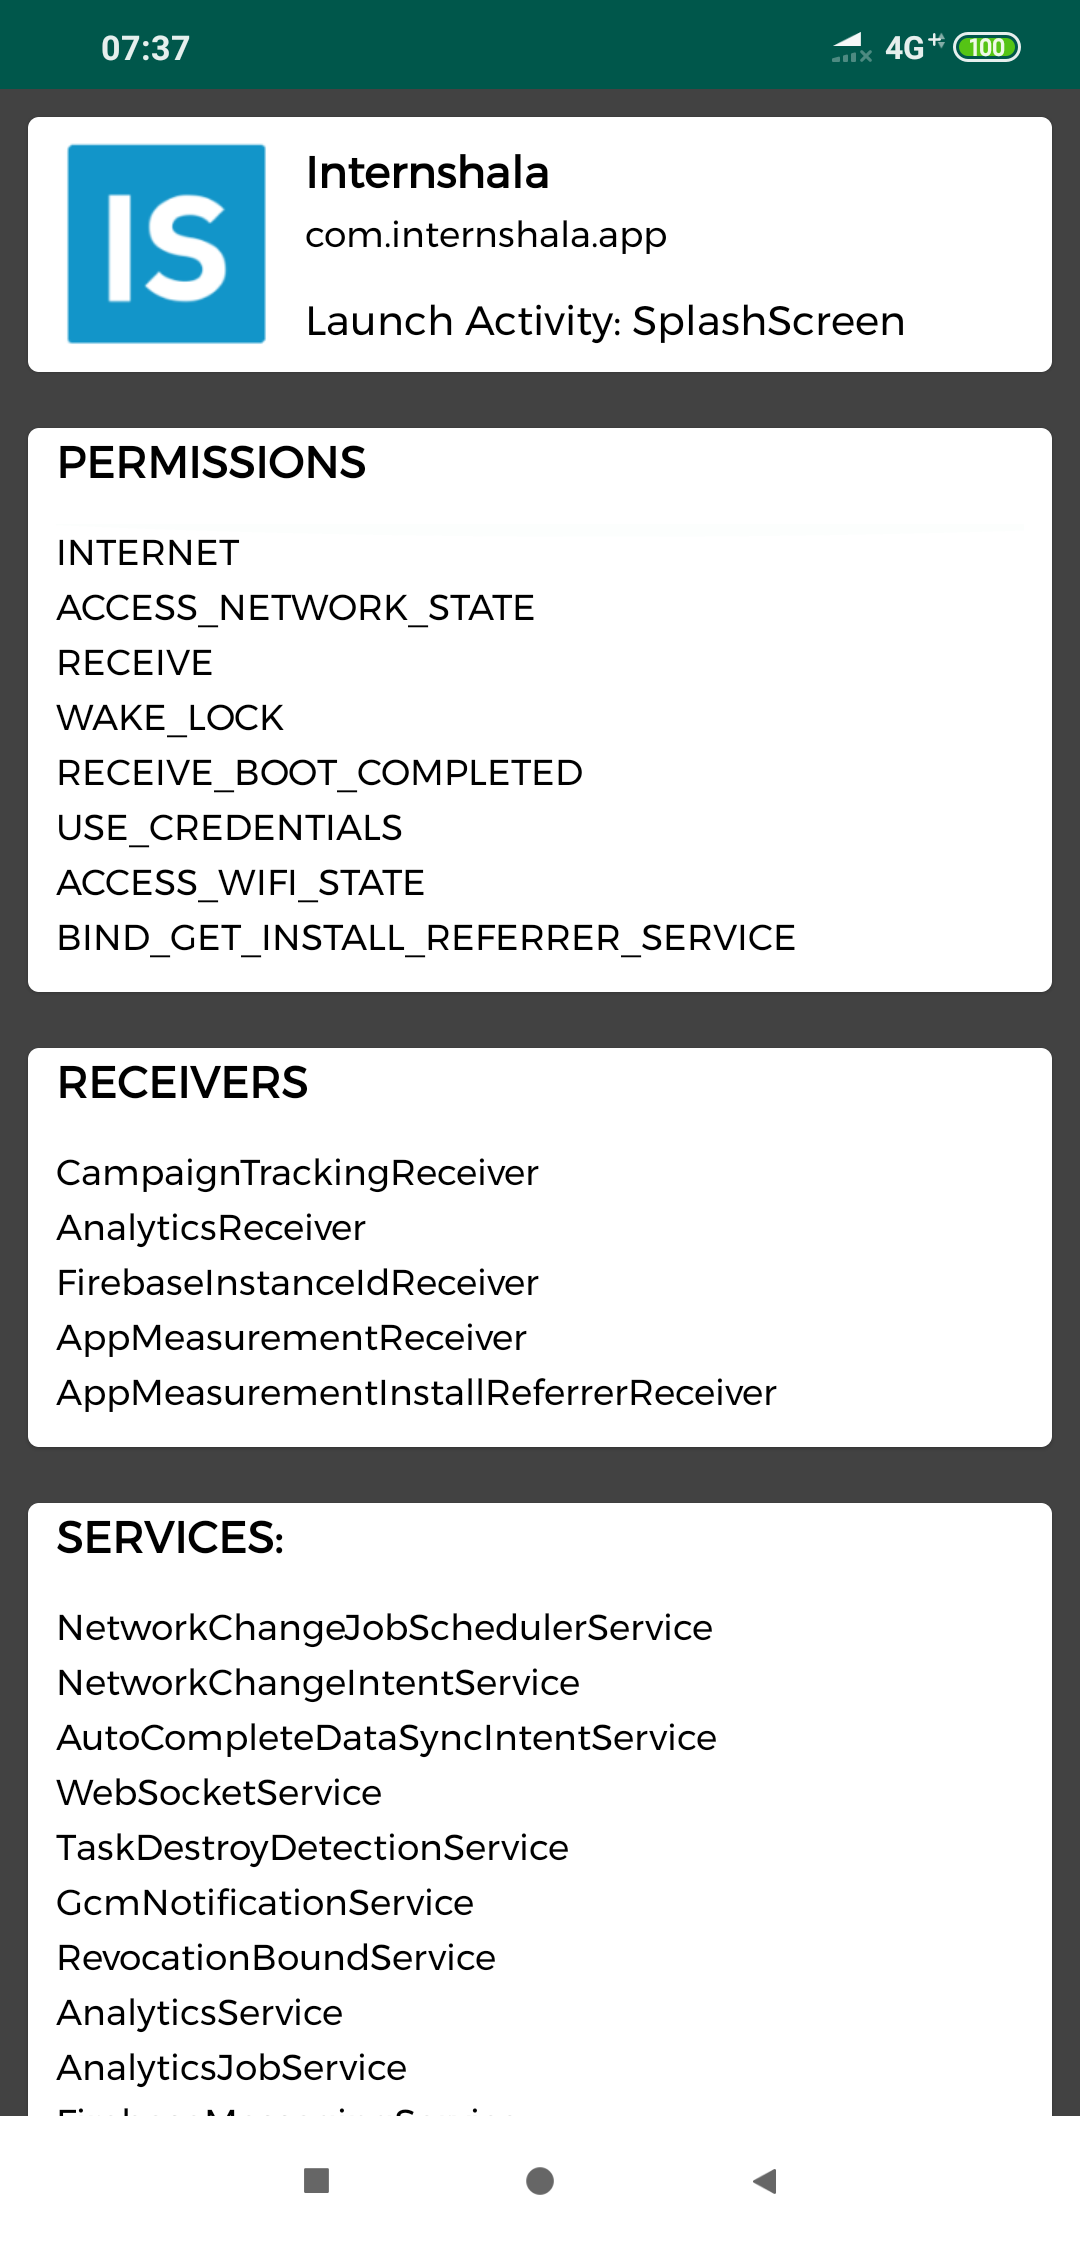 07:37
4G+
100
IS
Internshala
com.internshala.app
Launch Activity: SplashScreen
PERMISSIONS
INTERNET
ACCESS_NETWORK_STATE
RECEIVE
WAKE_LOCK
RECEIVE_BOOT_COMPLETED
USE_CREDENTIALS
ACCESS_WIFI_STATE
BIND_GET_INSTALL_REFERRER_SERVICE
RECEIVERS
CampaignTrackingReceiver
AnalyticsReceiver
FirebaseInstanceIdReceiver
AppMeasurementReceiver
AppMeasurementInstallReferrerReceiver
SERVICES:
NetworkChangeJobSchedulerService
NetworkChangeIntentService
AutoCompleteDataSyncIntentService
WebSocketService
TaskDestroyDetectionService
GcmNotificationService
RevocationBoundService
AnalyticsService
AnalyticsJobService